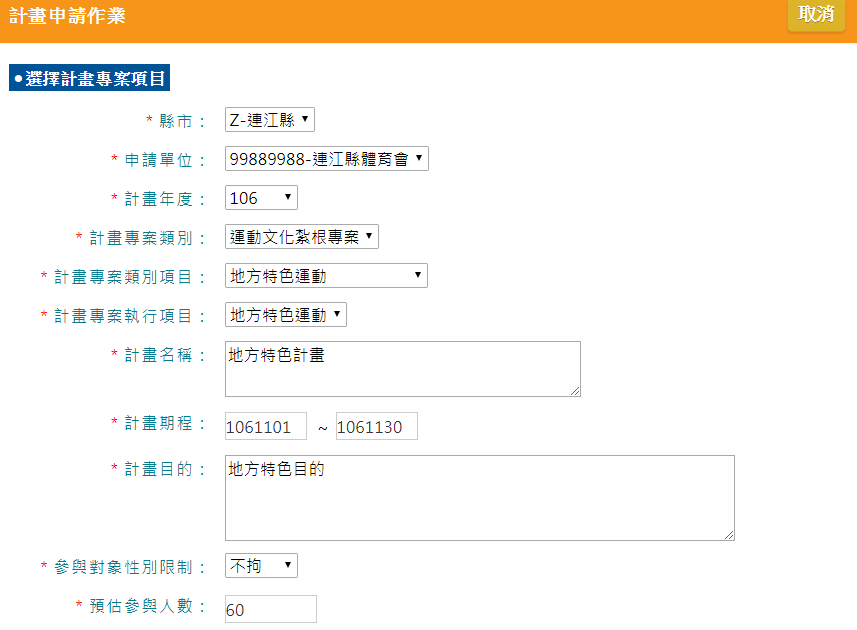 計畫申請作業 取消
●選擇計畫專案項目
* 縣市： Z-連江縣
* 申請單位： 99889988-連江縣體育會
* 計畫年度： 106
* 計畫專案類別： 運動文化紮根專案
* 計畫專案類別項目： 地方特色運動
* 計畫專案執行項目： 地方特色運動
* 計畫名稱： 地方特色計畫
* 計畫期程： 1061101 ~ 1061130
* 計畫目的： 地方特色目的
* 參與對象性別限制： 不拘
* 預估參與人數： 60